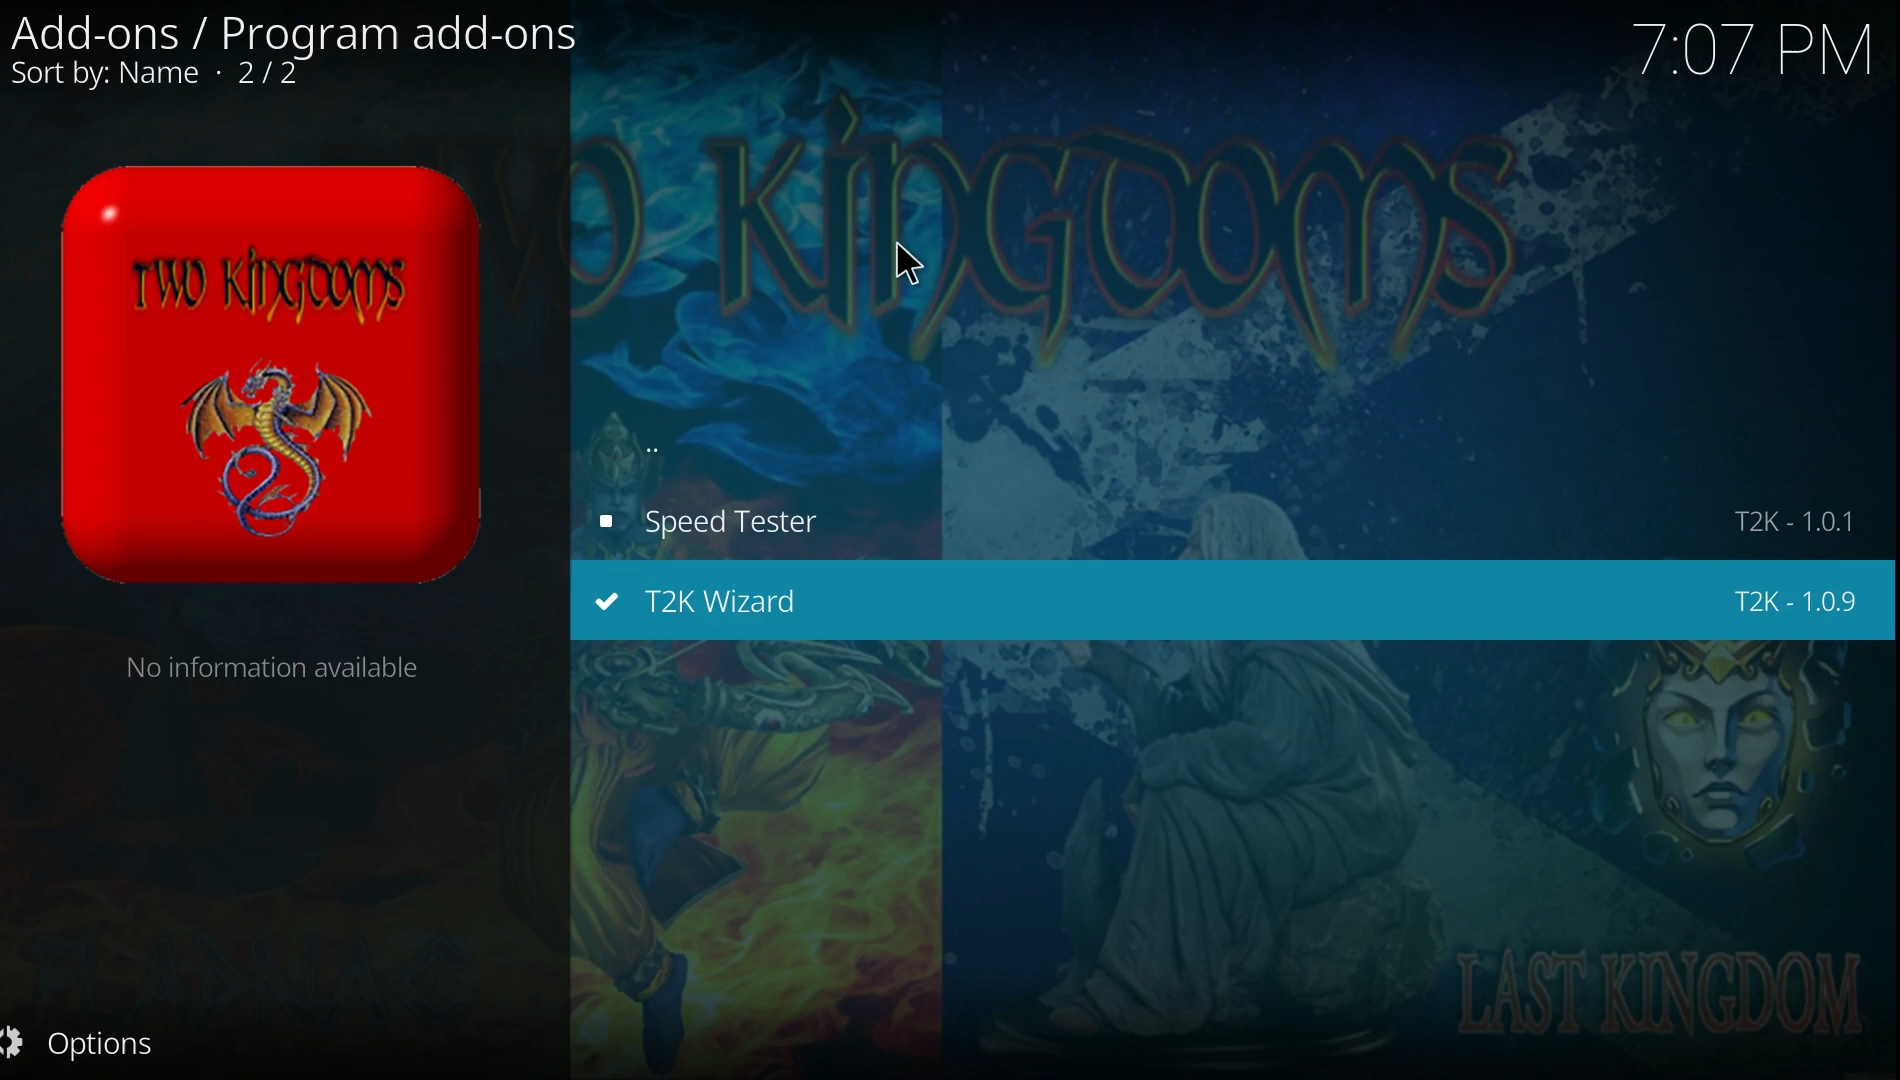 Add-ons / Program add-ons
Sort by: Name · 2 / 2
7:07 PM
TWO KINGDOMS
TWO KINGDOMS
..
Speed Tester
T2K - 1.0.1
T2K Wizard
T2K - 1.0.9
No information available
LAST KINGDOM
Options